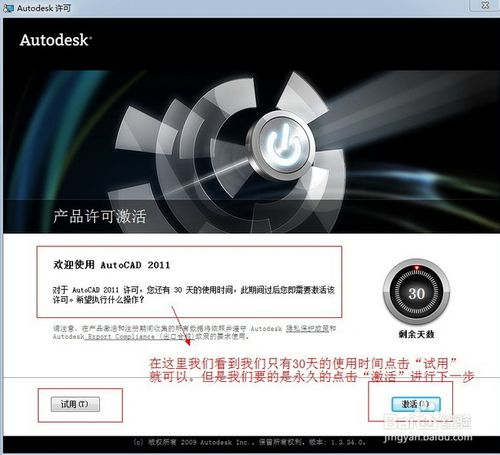 Autodesk 许可
Autodesk®
产品许可激活
欢迎使用 AutoCAD 2011
对于 AutoCAD 2011 许可，您还有 30 天的使用时间，此期间过后您即需要激活该
许可。希望执行什么操作？
30
剩余天数
请注意，在产品激活和注册期间收集的所有数据将依照并遵守 Autodesk 隐私保护政策和
Autodesk Export Compliance (出口合规)政策的要求使用。
在这里我们看到我们只有30天的使用时间点击“试用”
就可以。但是我们要的是永久的点击“激活”进行下一步
试用(T)
激活(A)
Baidu经验
jingyan.baidu.com
(c) 版权所有 2009 Autodesk Inc.，保留所有权利。版本: 1.3.34.0.